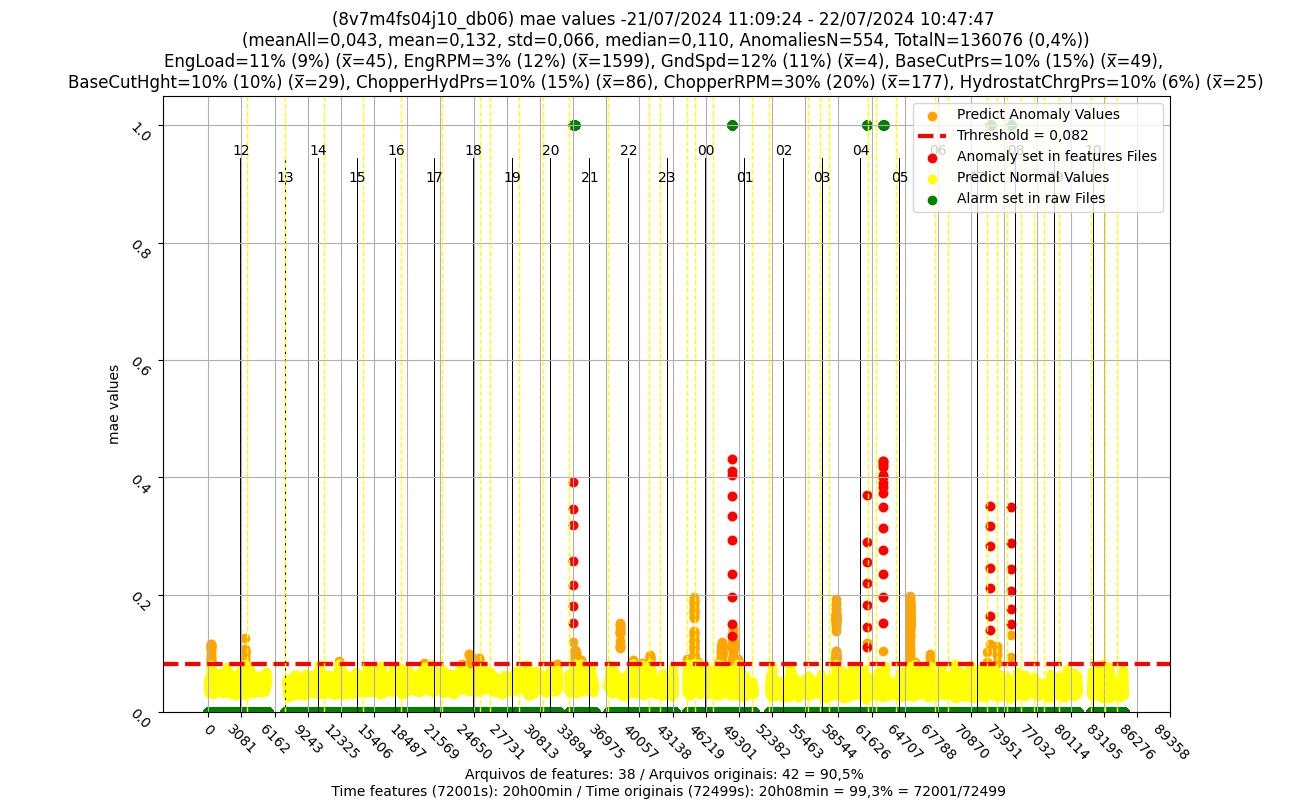 (8v7m4fs04j10_db06) mae values -21/07/2024 11:09:24 - 22/07/2024 10:47:47
(meanAll=0,043, mean=0,132, std=0,066, median=0,110, AnomaliesN=554, TotalN=136076 (0,4%))
EngLoad=11% (9%) (x̅=45), EngRPM=3% (12%) (x̅=1599), GndSpd=12% (11%) (x̅=4), BaseCutPrs=10% (15%) (x̅=49),
BaseCutHght=10% (10%) (x̅=29), ChopperHydPrs=10% (15%) (x̅=86), ChopperRPM=30% (20%) (x̅=177), HydrostatChrgPrs=10% (6%) (x̅=25)
Predict Anomaly Values
Trhreshold = 0,082
Anomaly set in features Files
Predict Normal Values
Alarm set in raw Files
12 14 16 18 20 22 00 02 04 06 08 10
13 15 17 19 21 23 01 03 05
mae values
1.0
0.8
0.6
0.4
0.2
0.0
0 3081 6162 9243 12325 15406 18487 21569 24650 27731 30813 33894 36975 40057 43138 46219 49301 52382 55463 58544 61626 64707 67788 70870 73951 77032 80114 83195 86276 89358
Arquivos de features: 38 / Arquivos originais: 42 = 90,5%
Time features (72001s): 20h00min / Time originais (72499s): 20h08min = 99,3% = 72001/72499